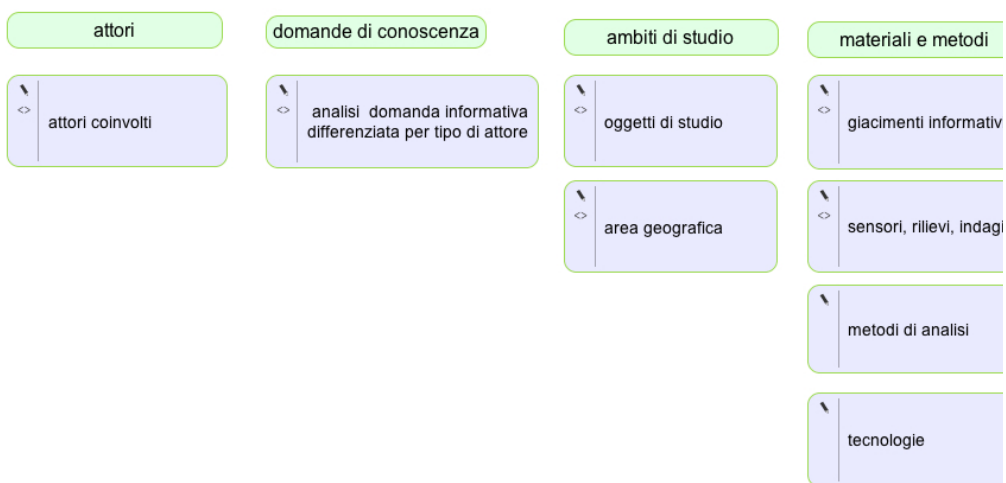 attori
domande di conoscenza
ambiti di studio
materiali e metodi
attori coinvolti
analisi domanda informativa
differenziata per tipo di attore
oggetti di studio
giacimenti informativ
area geografica
sensori, rilievi, indagi
metodi di analisi
tecnologie